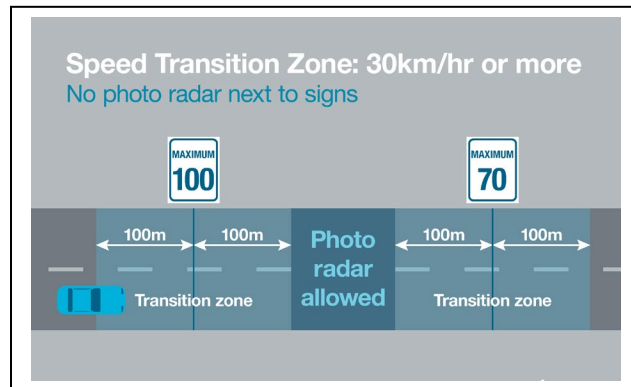 Speed Transition Zone: 30km/hr or more
No photo radar next to signs
MAXIMUM
100
MAXIMUM
70
100m
100m
Photo
radar
allowed
100m
100m
Transition zone
Transition zone